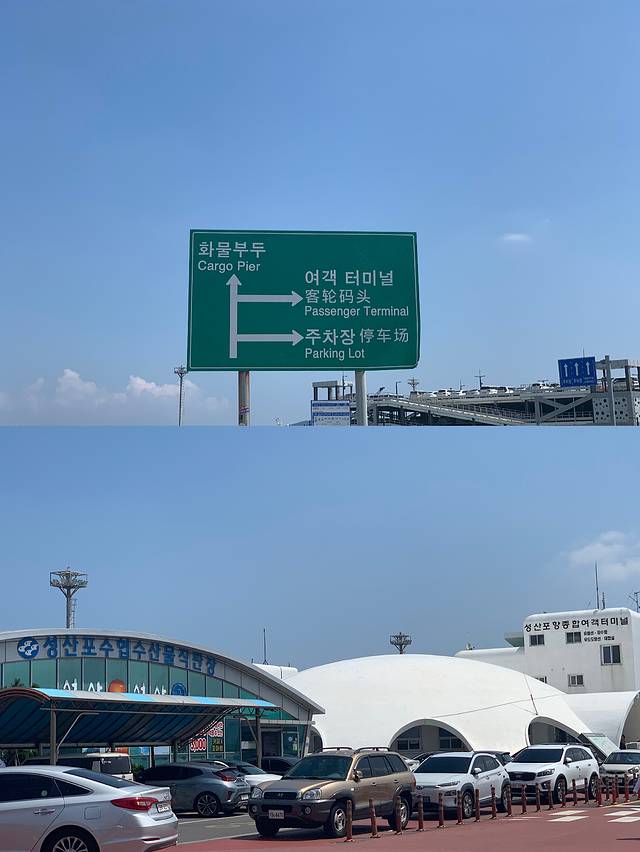 화물부두
Cargo Pier
여객 터미널
客轮码头
Passenger Terminal
주차장 停车场
Parking Lot
성산포수협수산물직판장
성산포항종합여객터미널